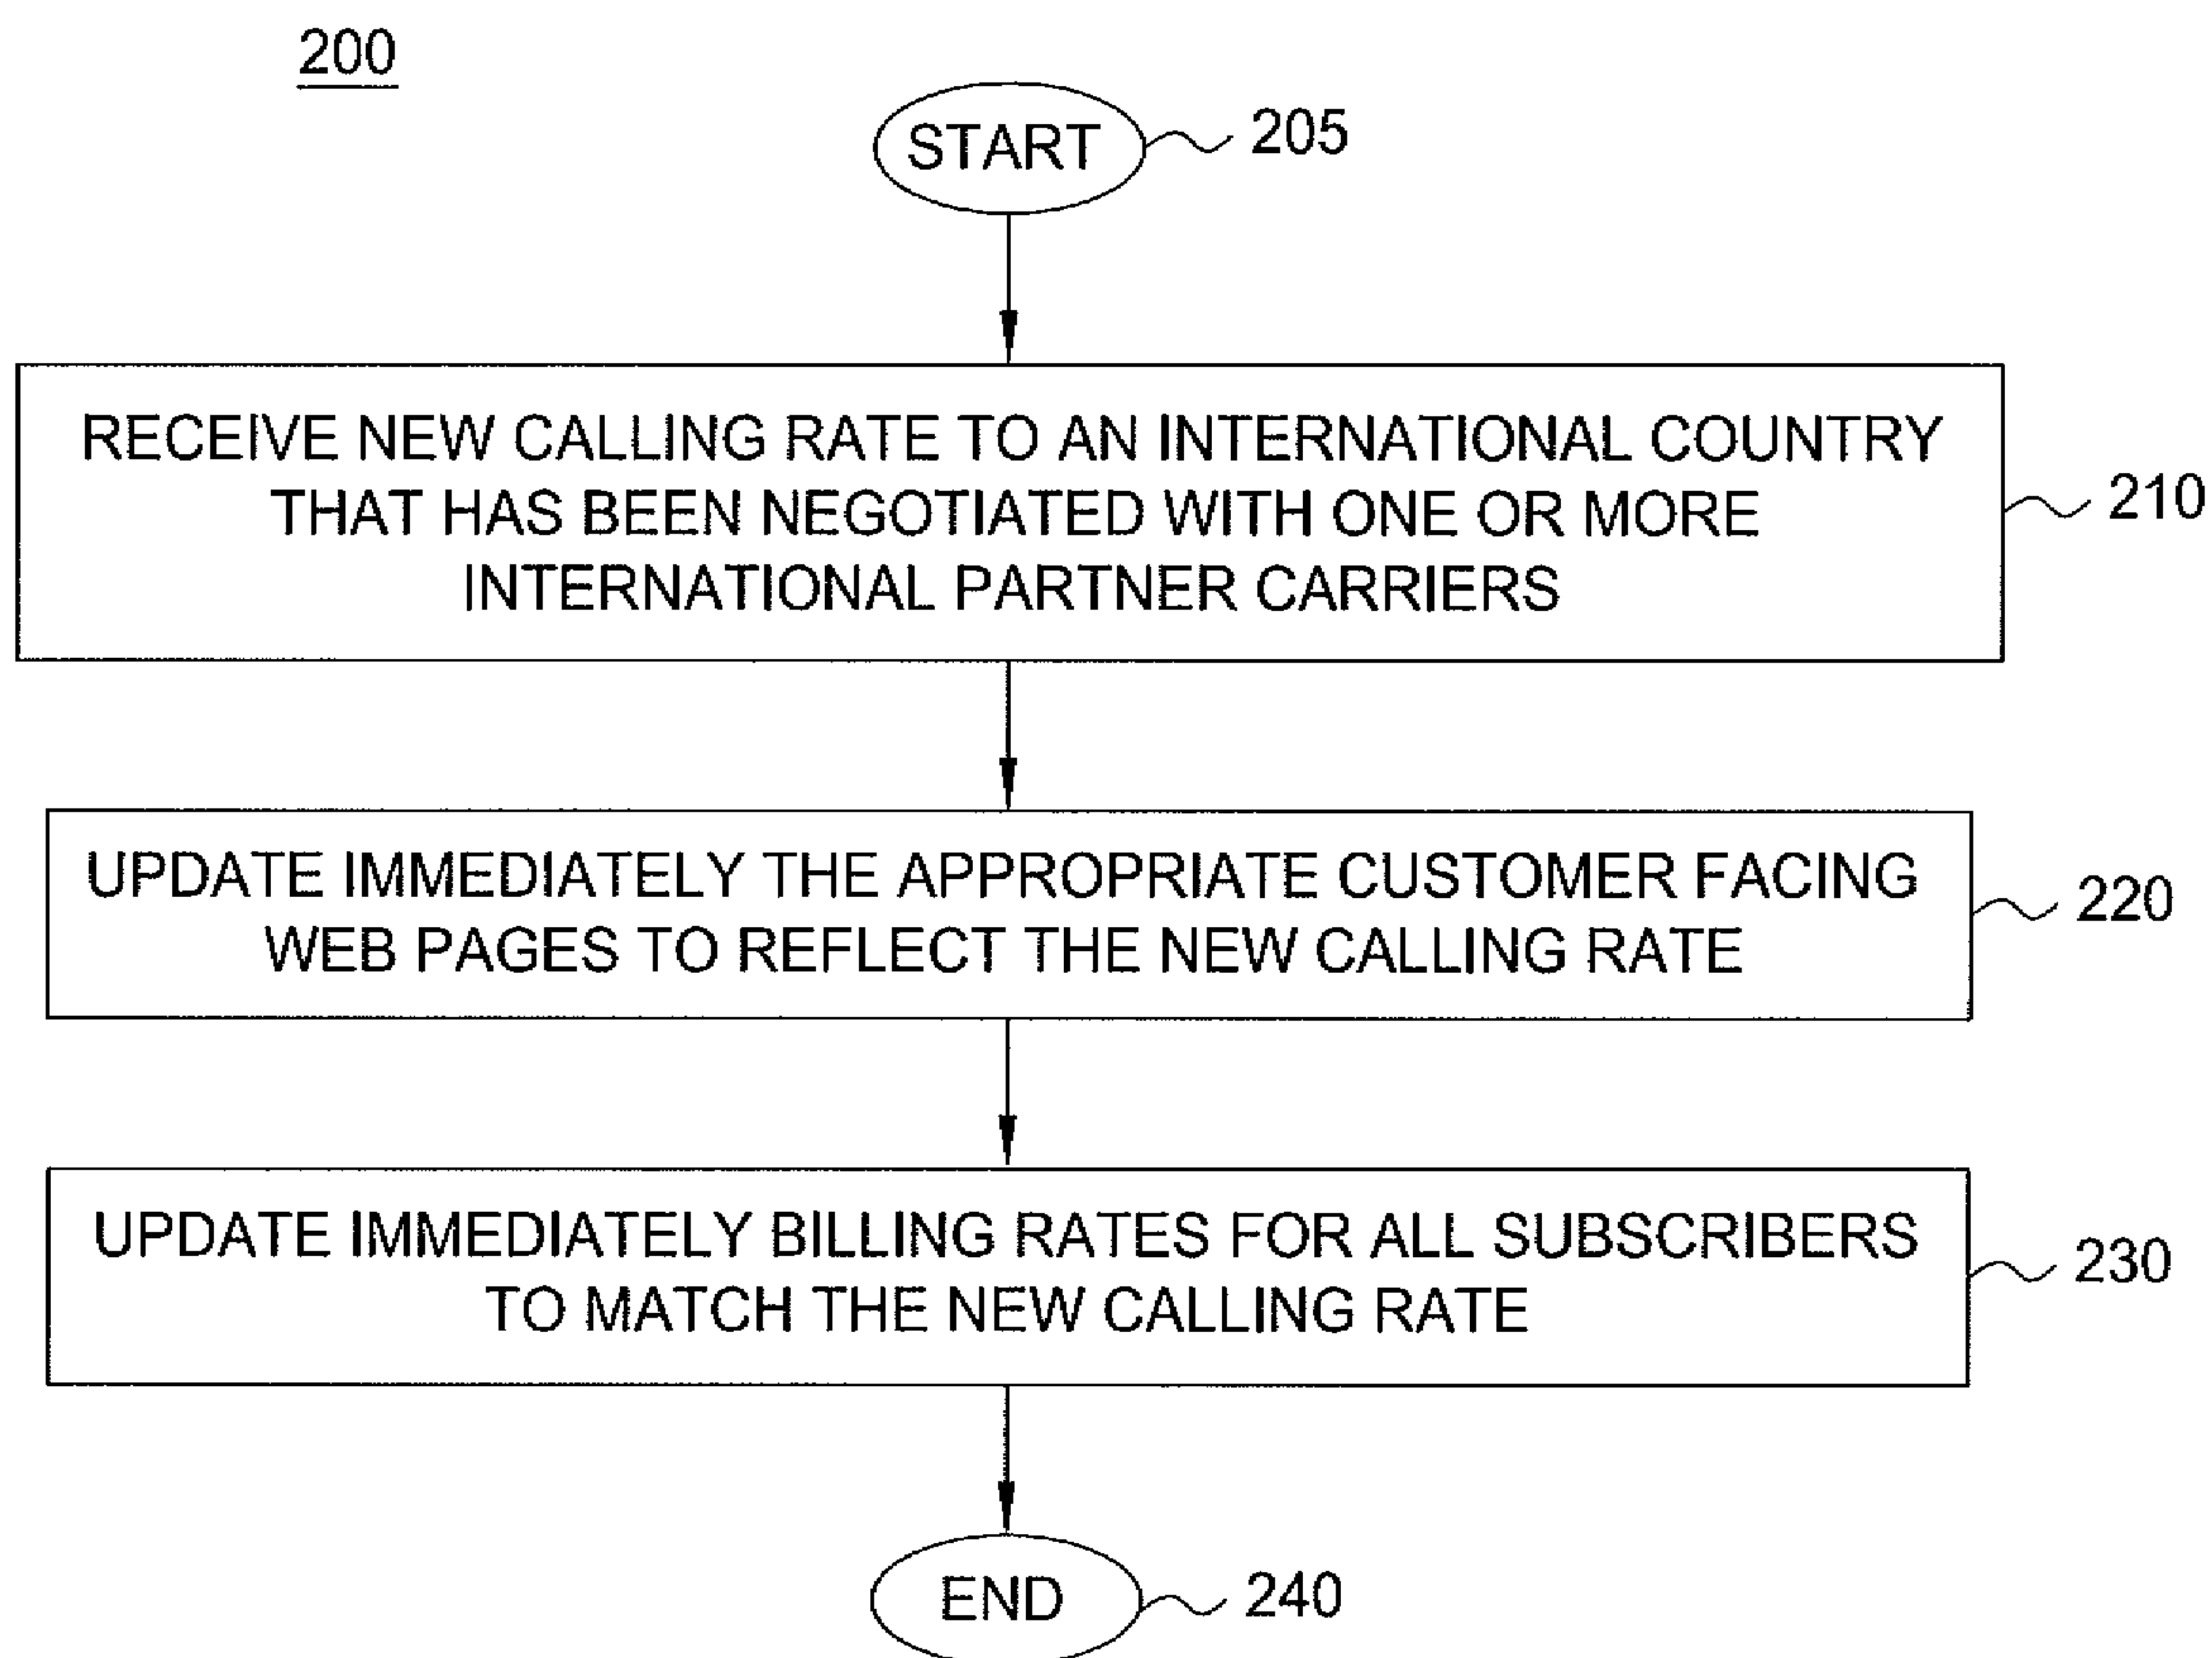 200
START
205
RECEIVE NEW CALLING RATE TO AN INTERNATIONAL COUNTRY
THAT HAS BEEN NEGOTIATED WITH ONE OR MORE
INTERNATIONAL PARTNER CARRIERS
210
UPDATE IMMEDIATELY THE APPROPRIATE CUSTOMER FACING
WEB PAGES TO REFLECT THE NEW CALLING RATE
220
UPDATE IMMEDIATELY BILLING RATES FOR ALL SUBSCRIBERS
TO MATCH THE NEW CALLING RATE
230
END
240